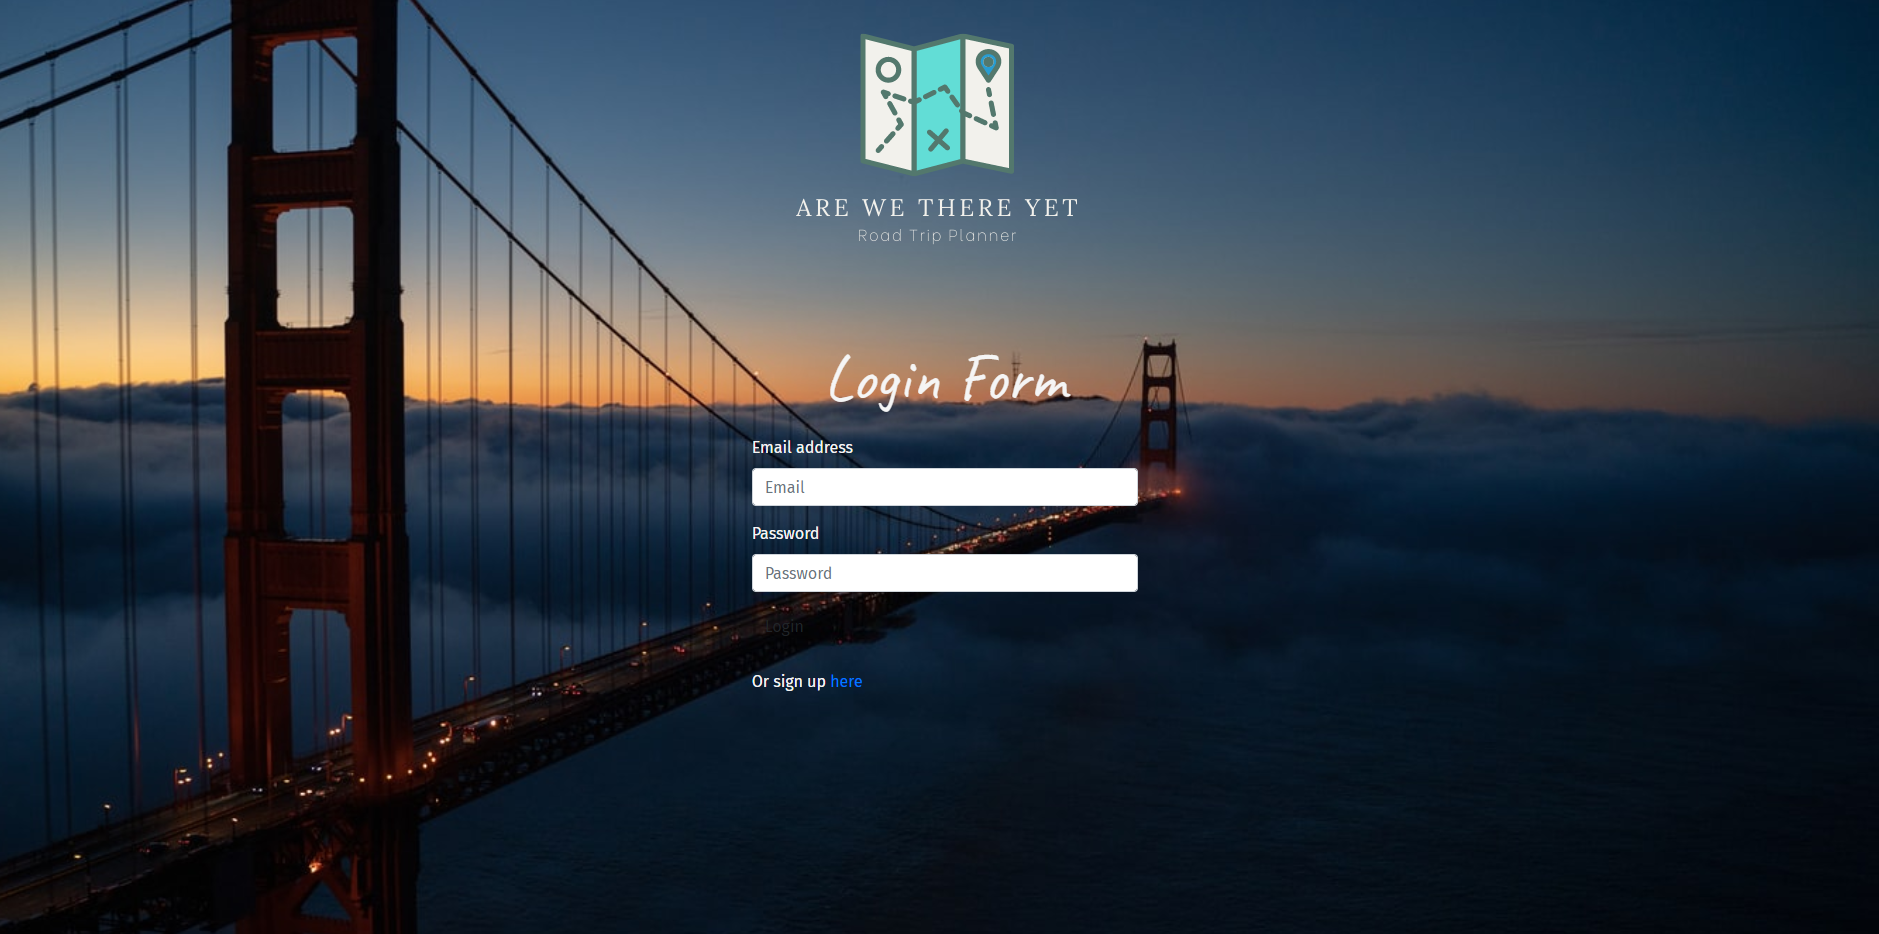 ARE WE THERE YET
Road Trip Planner
Login Form
Email address
Email
Password
Password
Login
Or sign up here